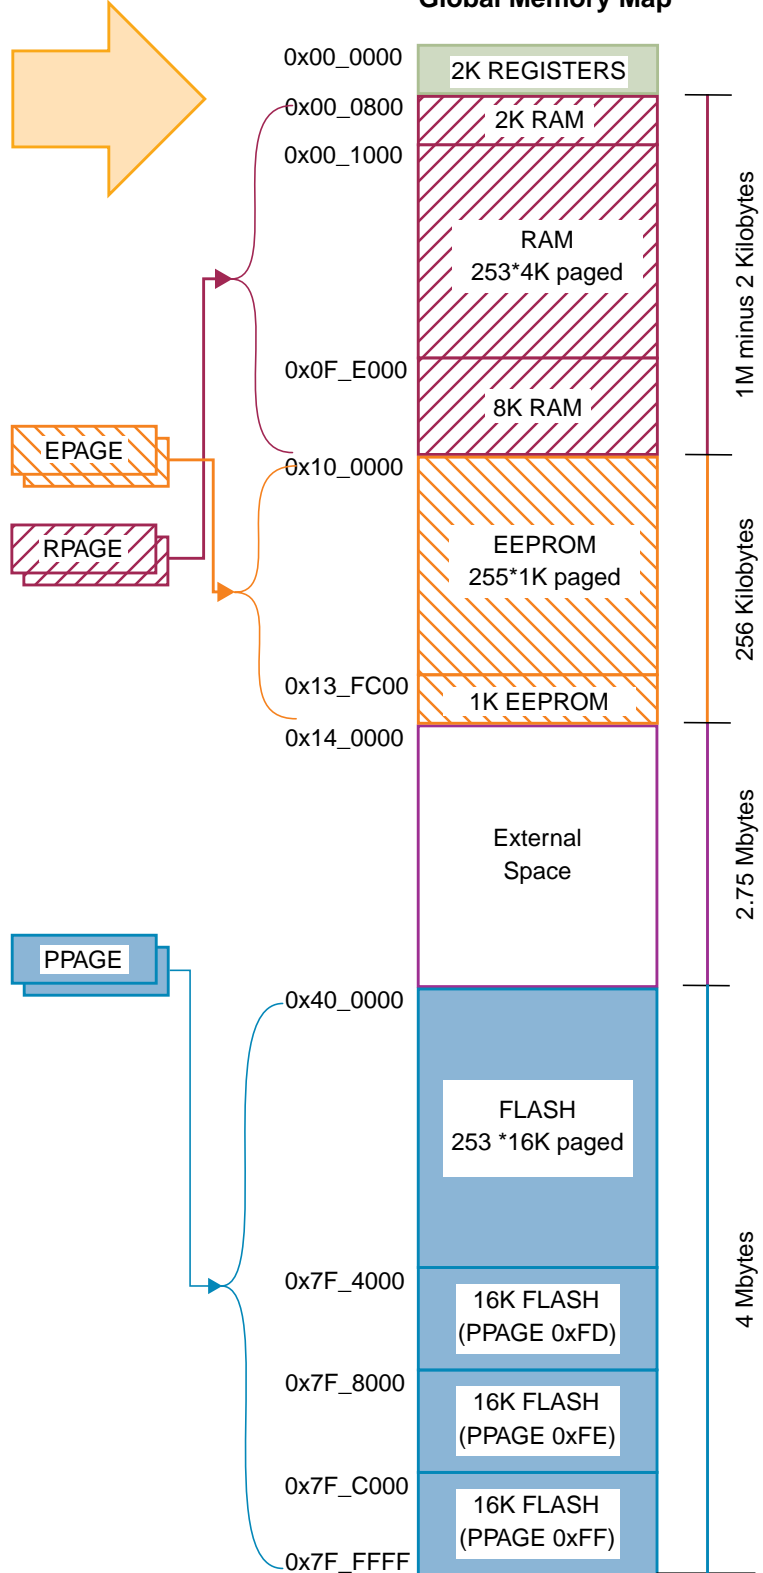 Global Memory Map
0x00_0000
2K REGISTERS
0x00_0800
2K RAM
0x00_1000
RAM
253*4K paged
1M minus 2 Kilobytes
0x0F_E000
8K RAM
EPAGE
0x10_0000
RPAGE
EEPROM
255*1K paged
256 Kilobytes
0x13_FC00
1K EEPROM
0x14_0000
External
Space
2.75 Mbytes
PPAGE
0x40_0000
FLASH
253 *16K paged
0x7F_4000
16K FLASH
(PPAGE 0xFD)
4 Mbytes
0x7F_8000
16K FLASH
(PPAGE 0xFE)
0x7F_C000
16K FLASH
(PPAGE 0xFF)
0x7F_FFFF